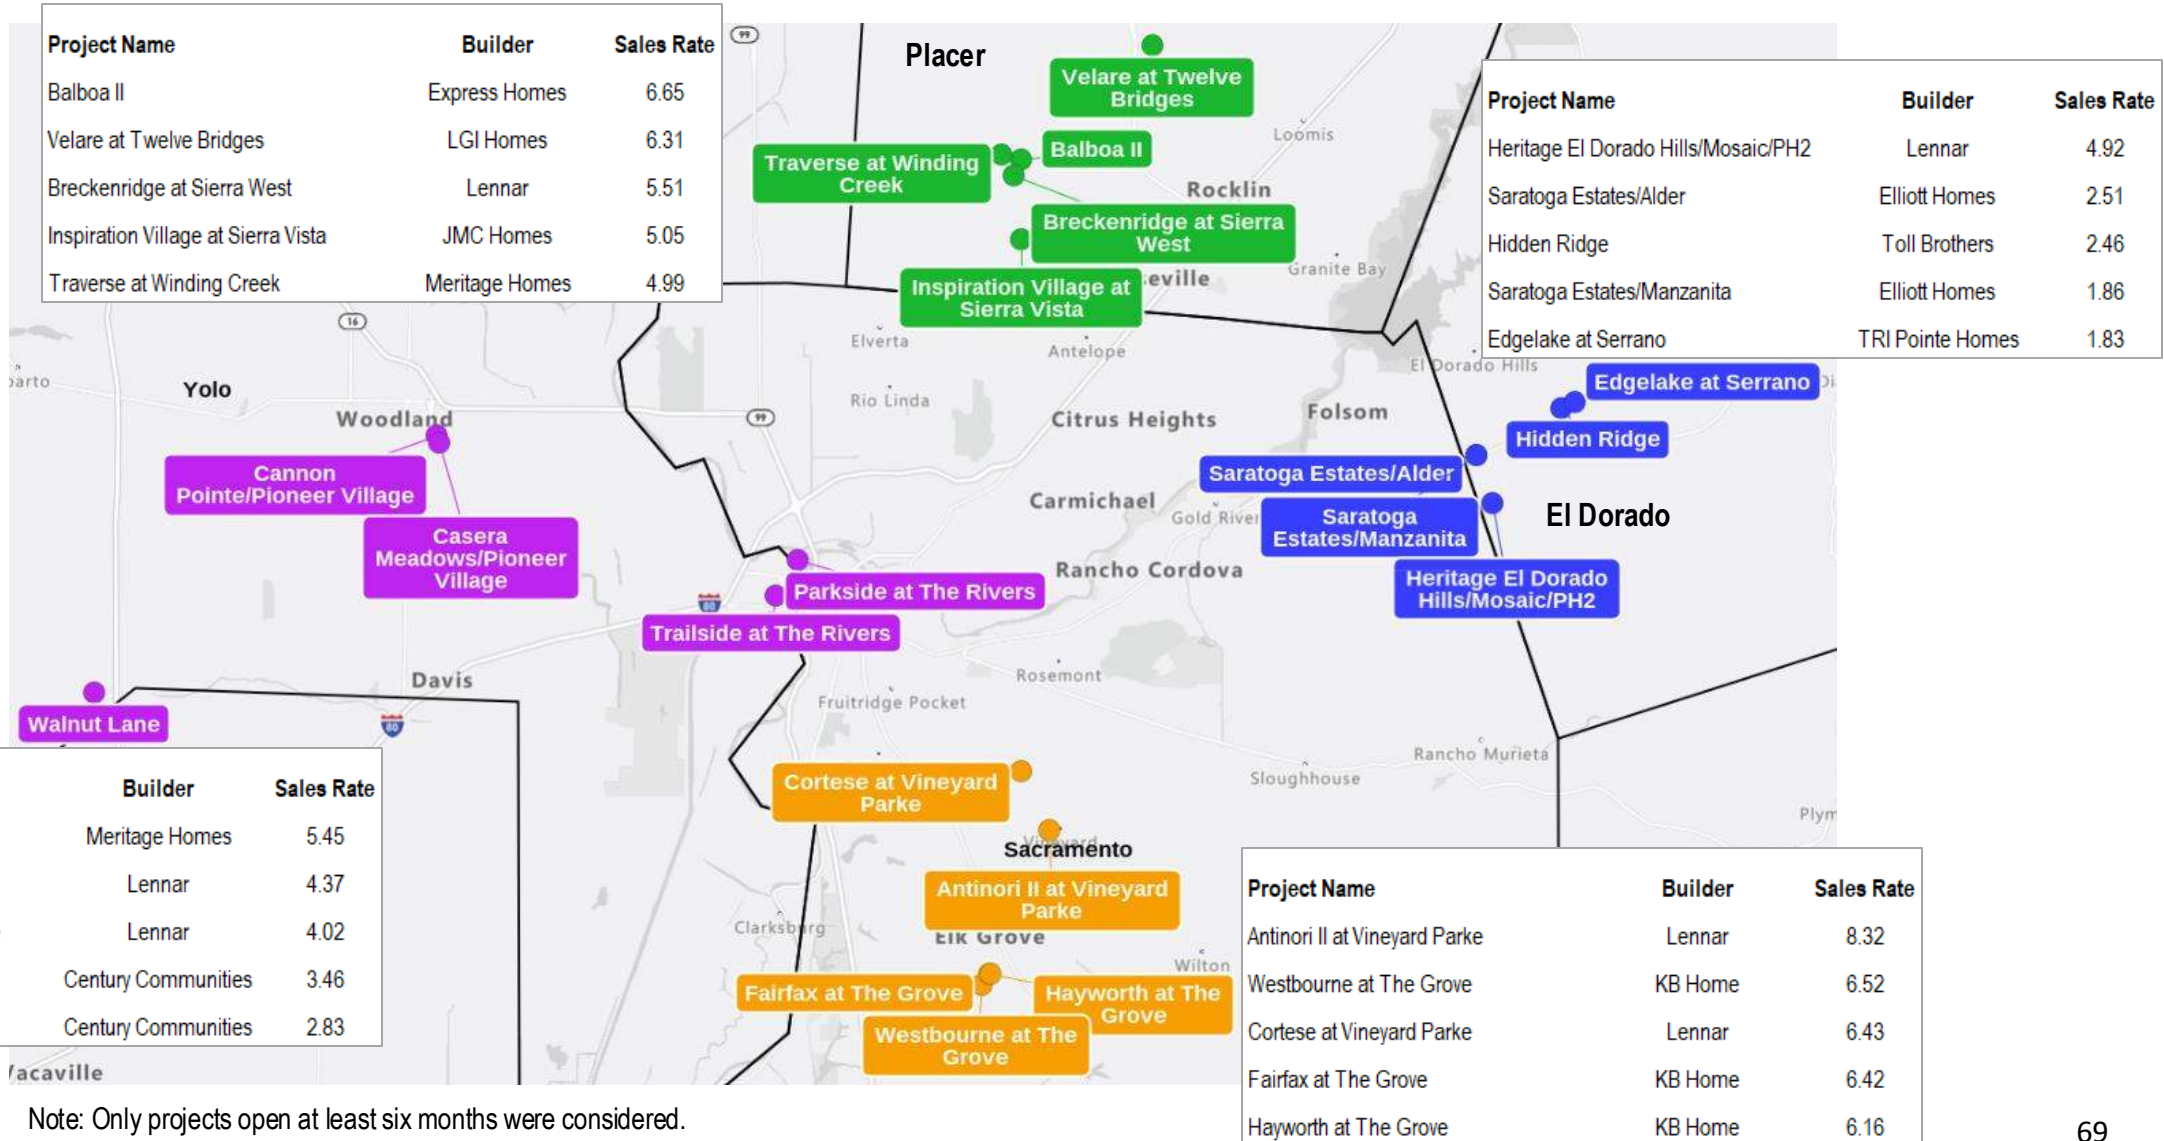 Project Name Builder Sales Rate
Balboa II Express Homes 6.65
Velare at Twelve Bridges LGI Homes 6.31
Breckenridge at Sierra West Lennar 5.51
Inspiration Village at Sierra Vista JMC Homes 5.05
Traverse at Winding Creek Meritage Homes 4.99
99
Placer
Velare at Twelve
Bridges
Loomis
Balboa II
Traverse at Winding
Creek
Rocklin
Breckenridge at Sierra
West
Granite Bay
eville
Inspiration Village at
Sierra Vista
Project Name Builder Sales Rate
Heritage El Dorado Hills/Mosaic/PH2 Lennar 4.92
Saratoga Estates/Alder Elliott Homes 2.51
Hidden Ridge Toll Brothers 2.46
Saratoga Estates/Manzanita Elliott Homes 1.86
Edgelake at Serrano TRI Pointe Homes 1.83
16
Elverta
Antelope
El Dorado Hills
arto
Yolo
Edgelake at Serrano
Di
Rio Linda
Woodland
99
Citrus Heights
Folsom
Hidden Ridge
Cannon
Pointe/Pioneer Village
Saratoga Estates/Alder
Carmichael
Gold River
Saratoga
Estates/Manzanita
El Dorado
Casera
Meadows/Pioneer
Village
Rancho Cordova
Heritage El Dorado
Hills/Mosaic/PH2
Parkside at The Rivers
80
Trailside at The Rivers
Davis
Rosemont
Fruitridge Pocket
Walnut Lane
80
Rancho Murieta
Sloughhouse
Cortese at Vineyard
Parke
Plym
Vineyard
Sacramento
Antinori II at Vineyard
Parke
Clarksburg
Elk Grove
Wilton
Fairfax at The Grove
Hayworth at The
Grove
Westbourne at The
Grove
Builder Sales Rate
Meritage Homes 5.45
Lennar 4.37
Lennar 4.02
Century Communities 3.46
Century Communities 2.83
acaville
Project Name Builder Sales Rate
Antinori II at Vineyard Parke Lennar 8.32
Westbourne at The Grove KB Home 6.52
Cortese at Vineyard Parke Lennar 6.43
Fairfax at The Grove KB Home 6.42
Hayworth at The Grove KB Home 6.16
Note: Only projects open at least six months were considered.
69